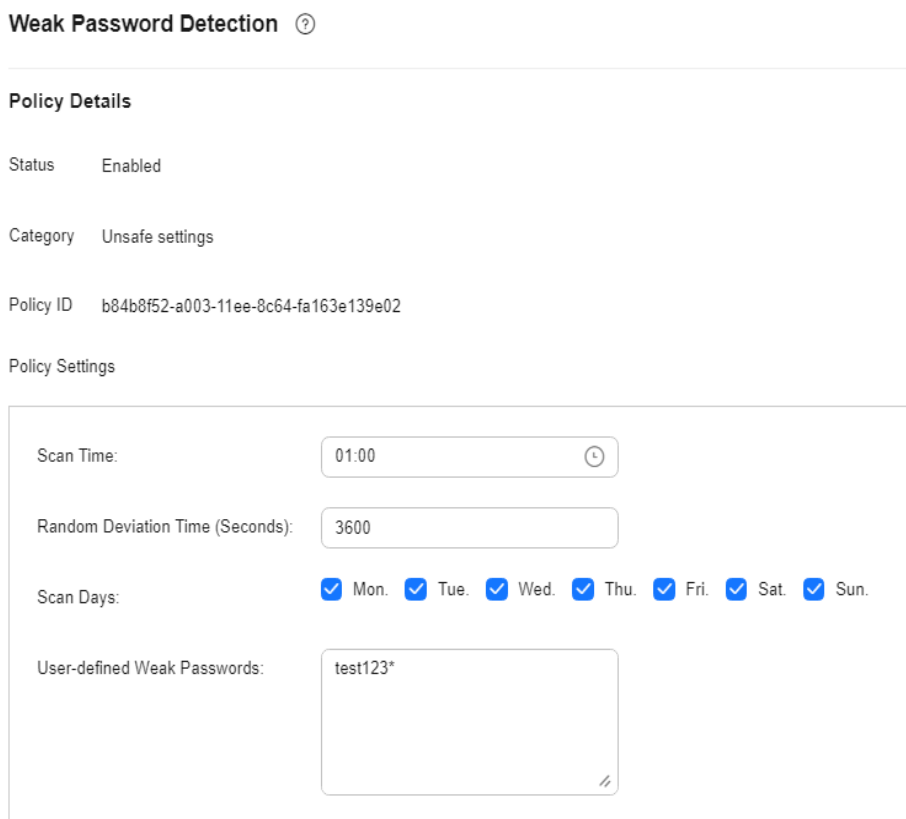 Weak Password Detection ?
Policy Details
Status Enabled
Category Unsafe settings
Policy ID b84b8f52-a003-11ee-8c64-fa163e139e02
Policy Settings
Scan Time: 01:00
Random Deviation Time (Seconds): 3600
Scan Days: Mon. Tue. Wed. Thu. Fri. Sat. Sun.
User-defined Weak Passwords: test123*